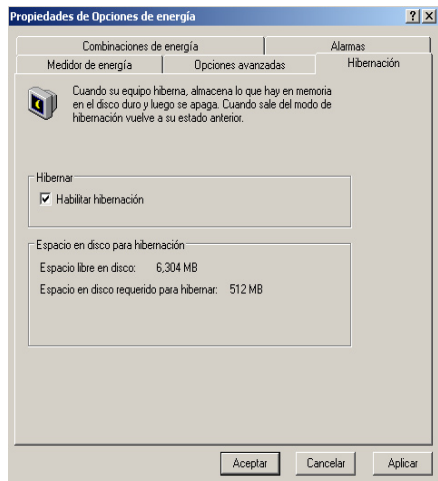 Propiedades de Opciones de energía
Combinaciones de energía
Alarmas
Medidor de energía
Opciones avanzadas
Hibernación
Cuando su equipo hiberna, almacena lo que hay en memoria
en el disco duro y luego se apaga. Cuando sale del modo de
hibernación vuelve a su estado anterior.
Hibernar
Habilitar hibernación
Espacio en disco para hibernación
Espacio libre en disco: 6,304 MB
Espacio en disco requerido para hibernar: 512 MB
Aceptar
Cancelar
Aplicar